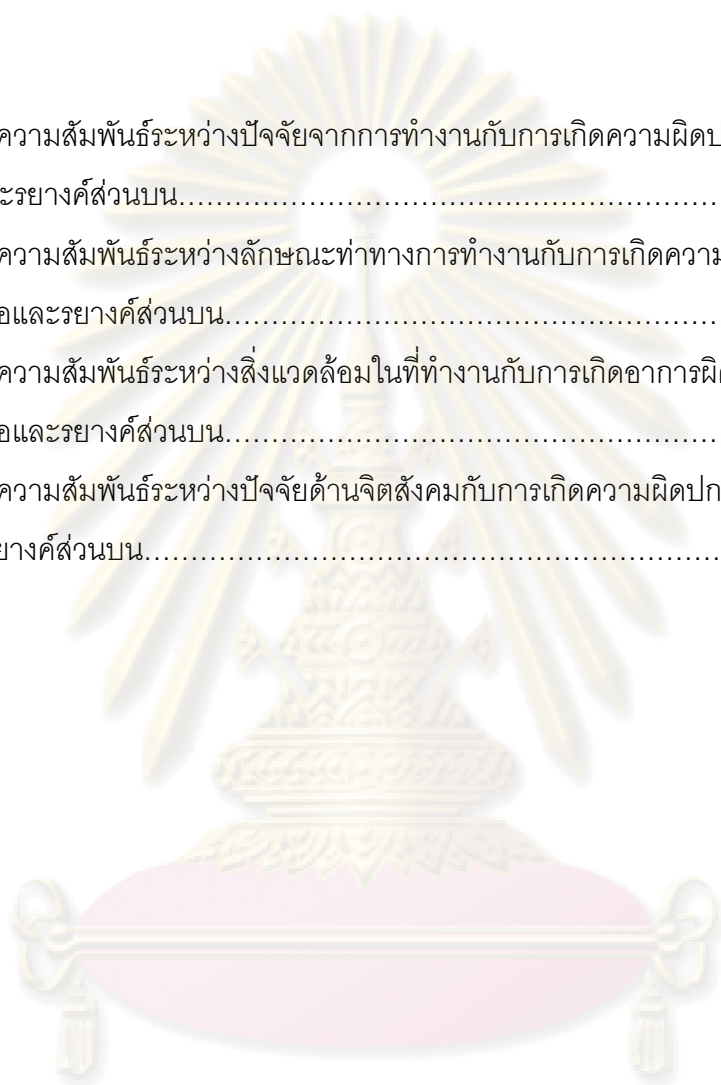 ความสัมพันธ์ระหว่างปัจจัยจากการทำงานกับการเกิดความผิดป
ะรยางค์ส่วนบน……………………………………………………
ความสัมพันธ์ระหว่างลักษณะท่าทางการทำงานกับการเกิดความ
อและรยางค์ส่วนบน………………………………………………
ความสัมพันธ์ระหว่างสิ่งแวดล้อมในที่ทำงานกับการเกิดอาการผิด
อและรยางค์ส่วนบน………………………………………………
ความสัมพันธ์ระหว่างปัจจัยด้านจิตสังคมกับการเกิดความผิดปก
ยางค์ส่วนบน………………………………………………………